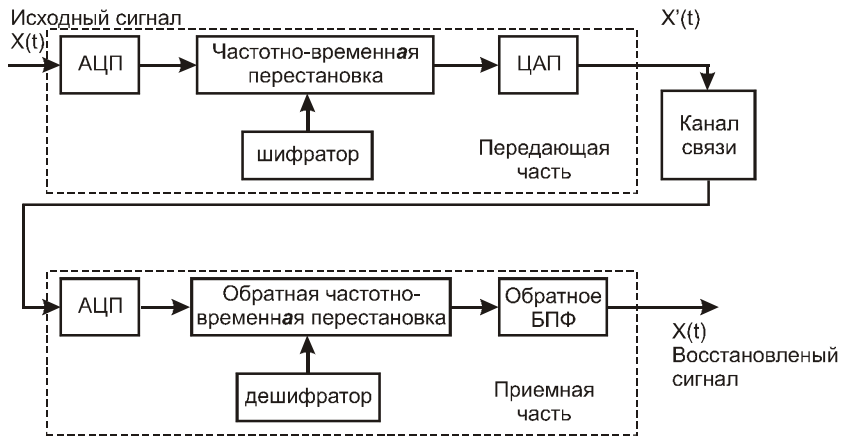 Исходный сигнал
X(t)
АЦП
Частотно-временная
перестановка
ЦАП
X’(t)
шифратор
Передающая
часть
Канал
связи
АЦП
Обратная частотно-
временная перестановка
Обратное
БПФ
X(t)
Восстановленый
сигнал
дешифратор
Приемная
часть